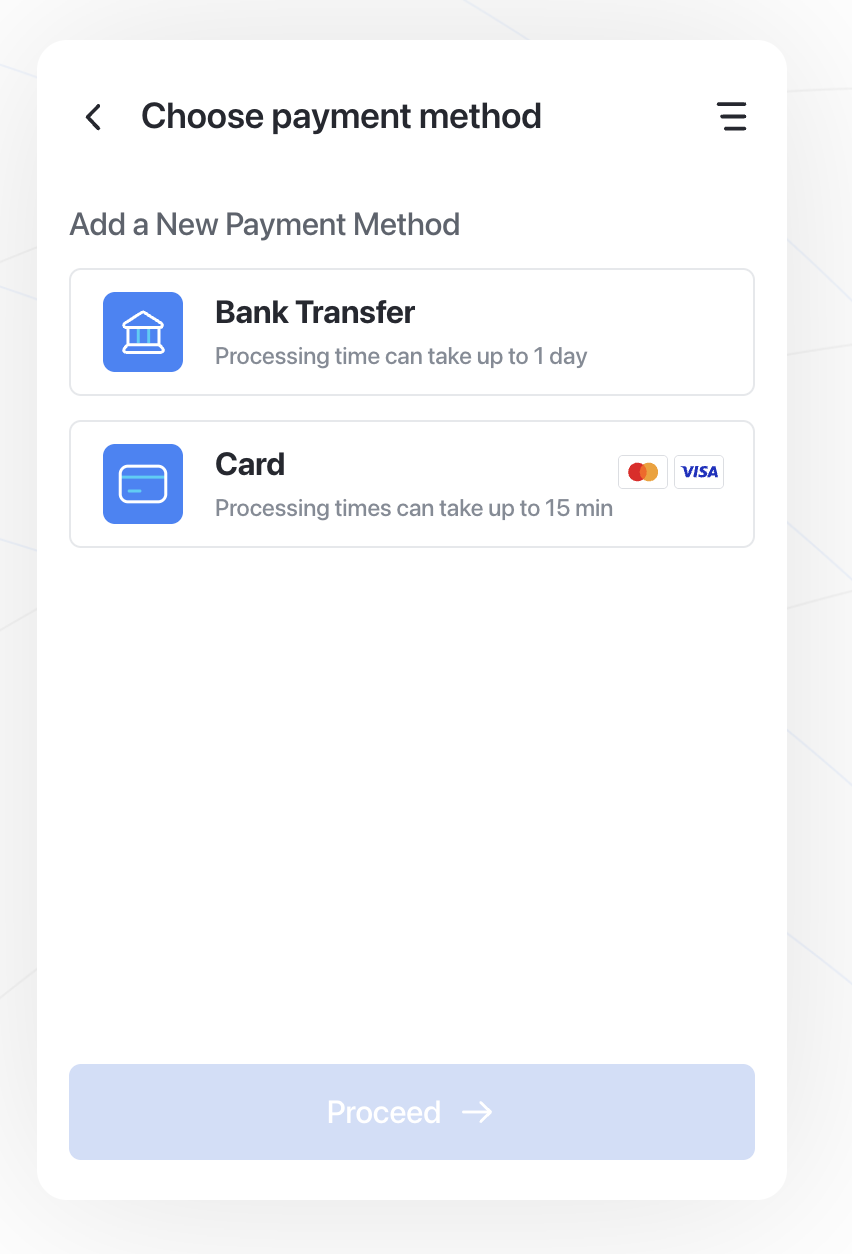 Choose payment method
Add a New Payment Method
Bank Transfer
Processing time can take up to 1 day
Card
VISA
Processing times can take up to 15 min
Proceed